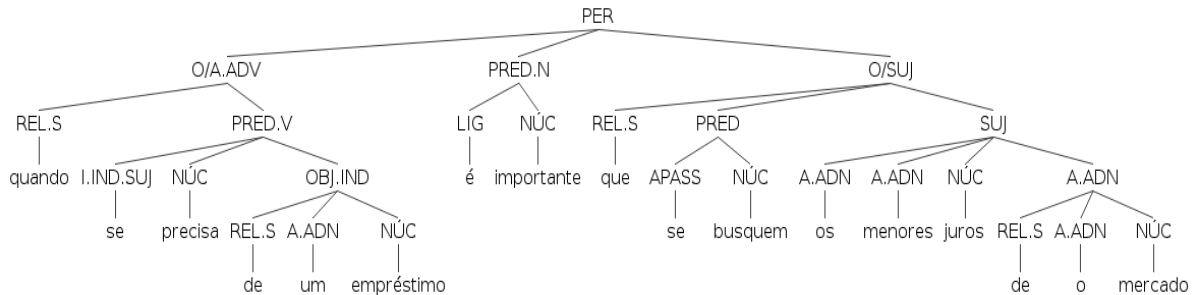 PER
O/A.ADV PRED.N O/SUJ
REL.S PRED.V LIG NÚC REL.S PRED SUJ
quando I.IND.SUJ NÚC OBJ.IND é importante que APASS NÚC A.ADN A.ADN NÚC A.ADN
se precisa REL.S A.ADN NÚC se busquem os menores juros REL.S A.ADN NÚC
de um empréstimo de o mercado